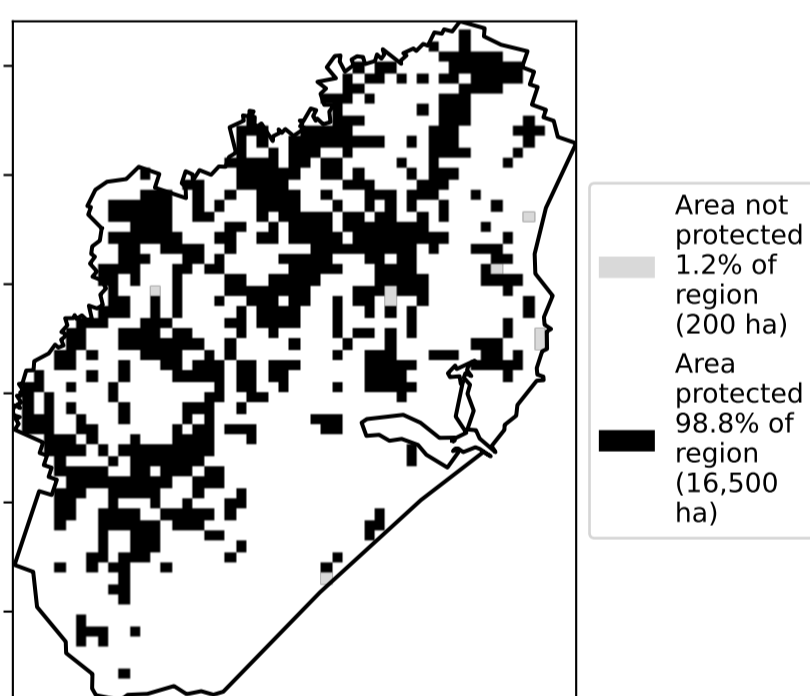 Area not
protected
1.2% of
region
(200 ha)
Area
protected
98.8% of
region
(16,500
ha)